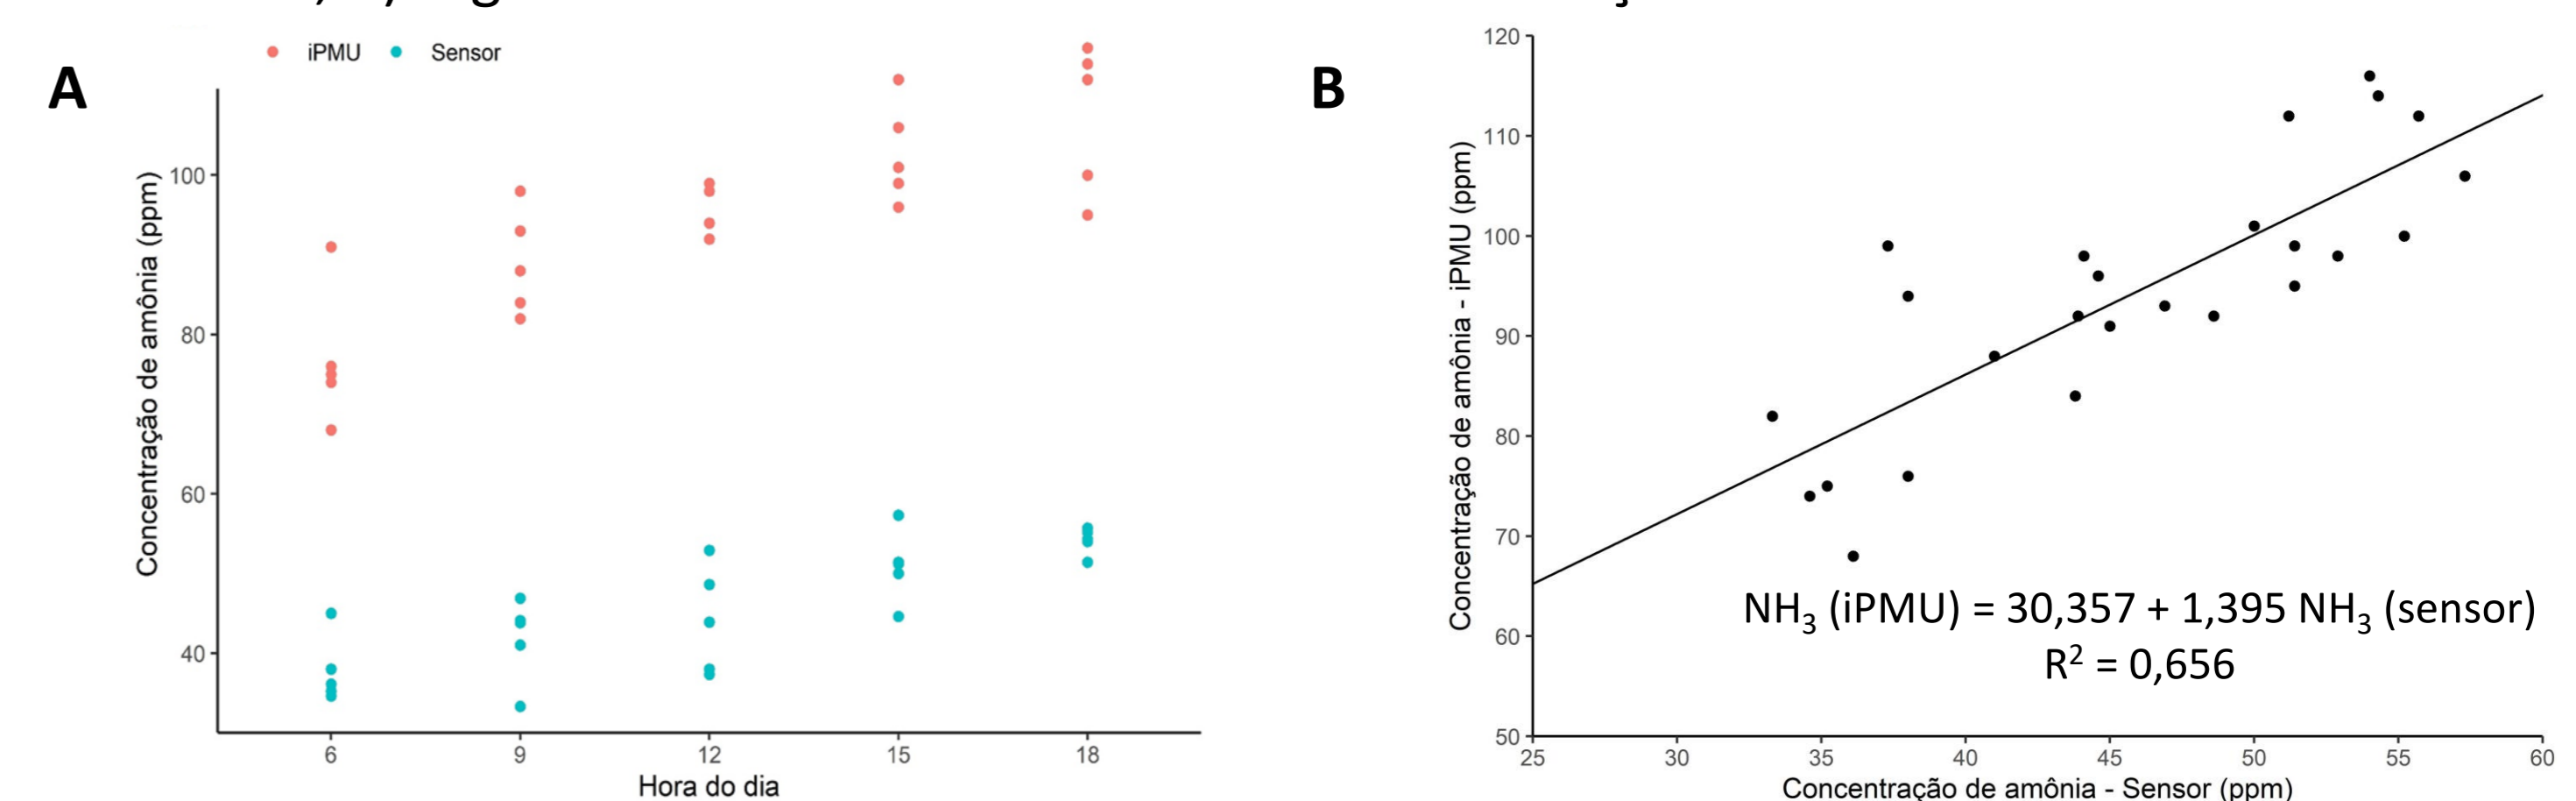 A
iPMU Sensor
Concentração de amônia (ppm)
100
80
60
40
6 9 12 15 18
Hora do dia
B
Concentração de amônia - iPMU (ppm)
120
110
100
90
80
70
60
50
NH₃ (iPMU) = 30,357 + 1,395 NH₃ (sensor)
R² = 0,656
25 30 35 40 45 50 55 60
Concentração de amônia - Sensor (ppm)